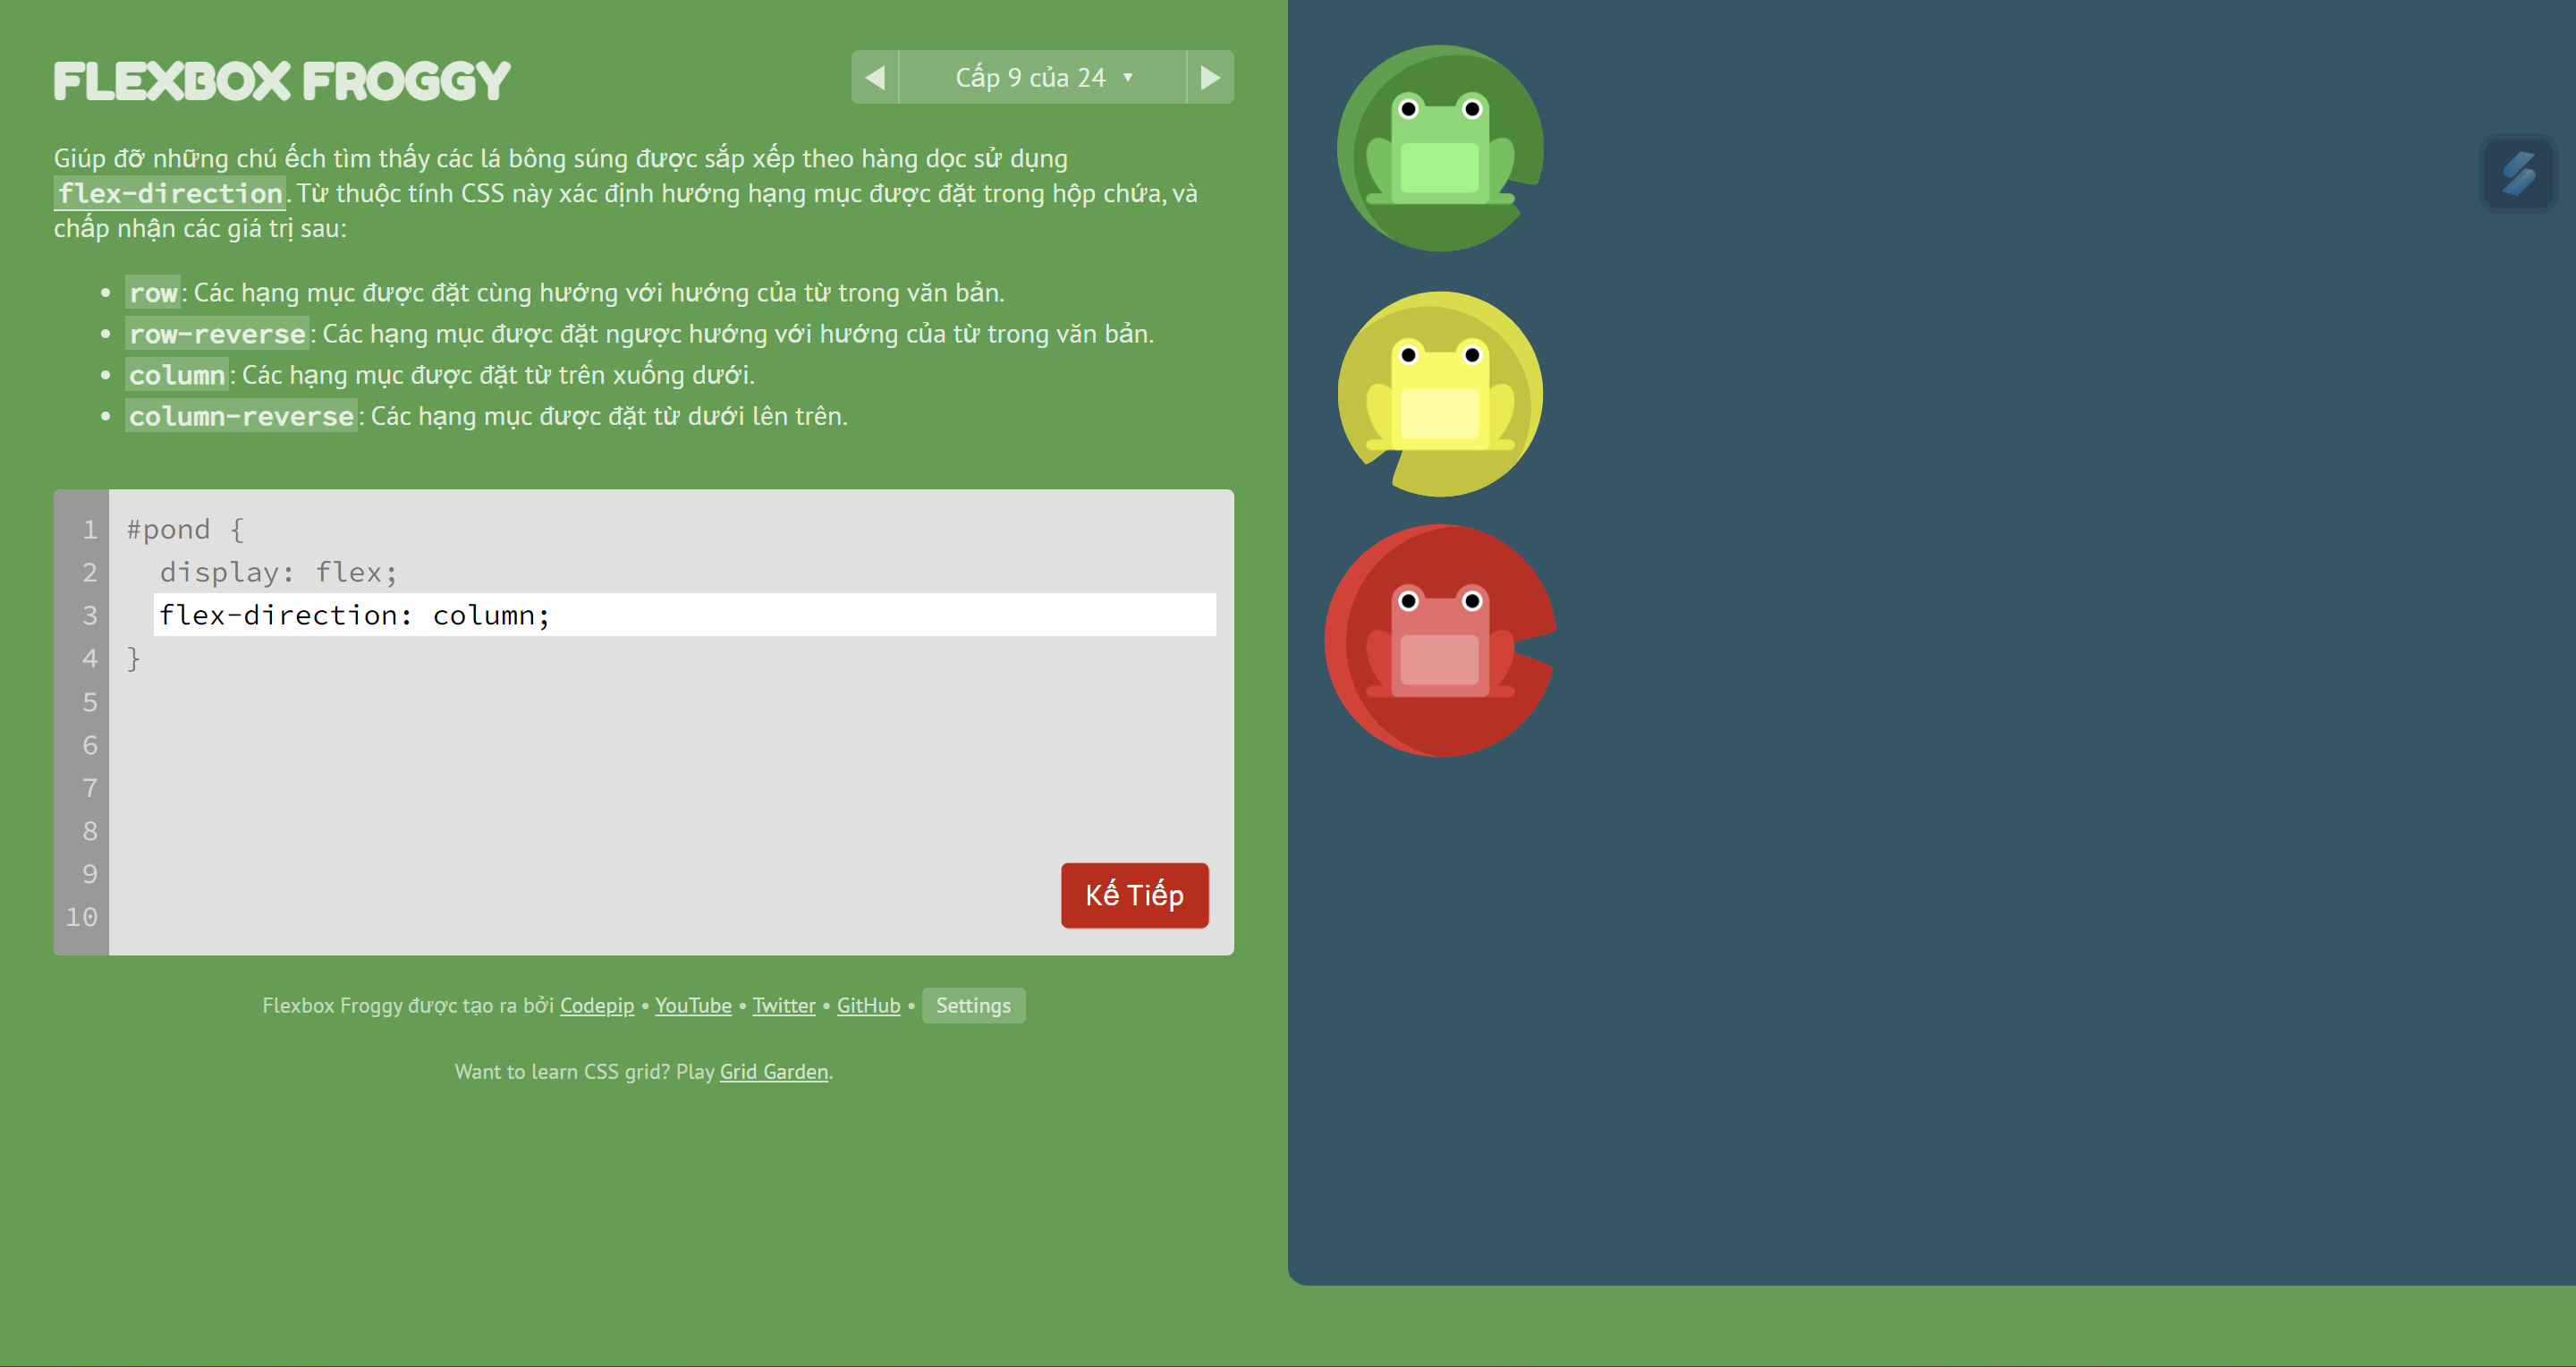 FLEXBOX FROGGY
Cấp 9 của 24 ▼
Giúp đỡ những chú ếch tìm thấy các lá bông súng được sắp xếp theo hàng dọc sử dụng
flex-direction. Từ thuộc tính CSS này xác định hướng hạng mục được đặt trong hộp chứa, và
chấp nhận các giá trị sau:
• row: Các hạng mục được đặt cùng hướng với hướng của từ trong văn bản.
• row-reverse: Các hạng mục được đặt ngược hướng với hướng của từ trong văn bản.
• column: Các hạng mục được đặt từ trên xuống dưới.
• column-reverse: Các hạng mục được đặt từ dưới lên trên.
1 #pond {
2   display: flex;
3   flex-direction: column;
4 }
5
6
7
8
9
10
Kế Tiếp
Flexbox Froggy được tạo ra bởi Codepip • YouTube • Twitter • GitHub • Settings
Want to learn CSS grid? Play Grid Garden.